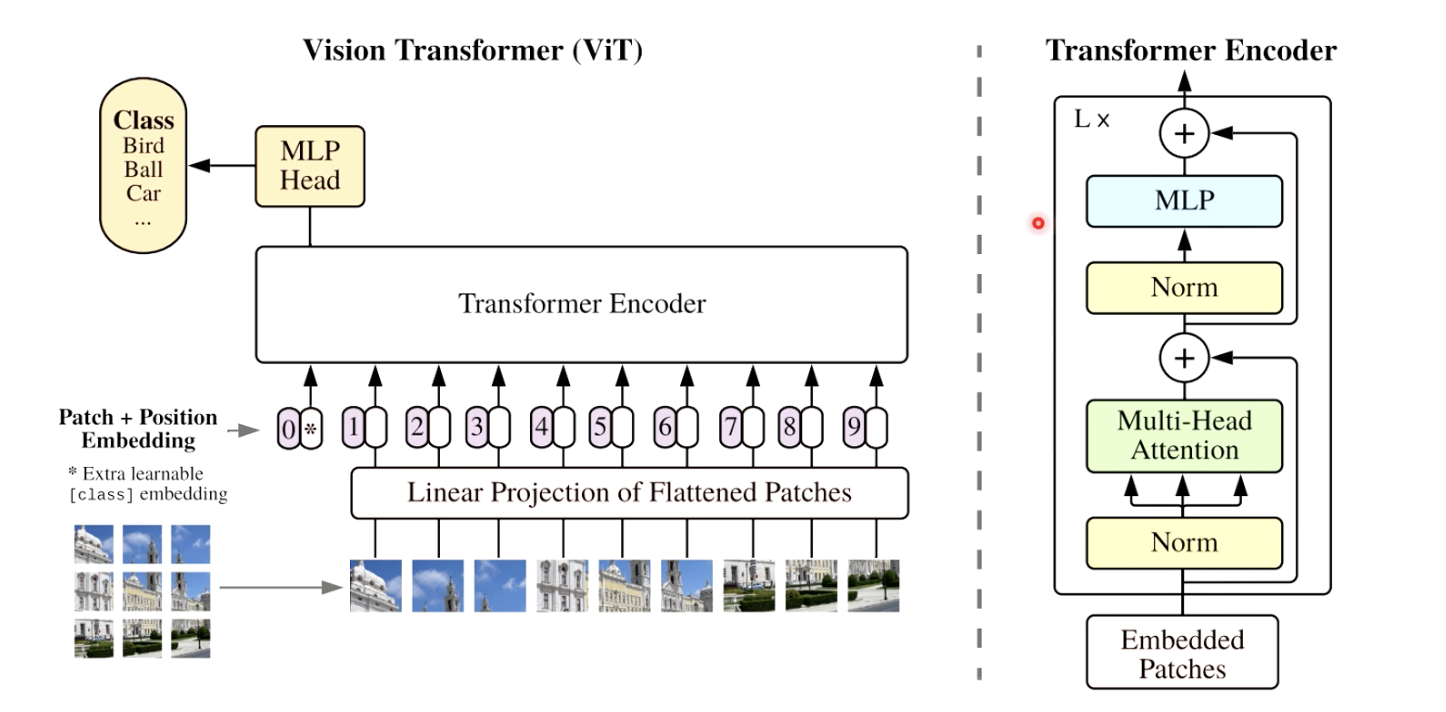 Vision Transformer (ViT)
Class
Bird
Ball
Car
...
MLP
Head
Transformer Encoder
Patch + Position
Embedding
0 * 1 2 3 4 5 6 7 8 9
* Extra learnable
[class] embedding
Linear Projection of Flattened Patches
Transformer Encoder
L x
+
MLP
Norm
+
Multi-Head
Attention
Norm
Embedded
Patches